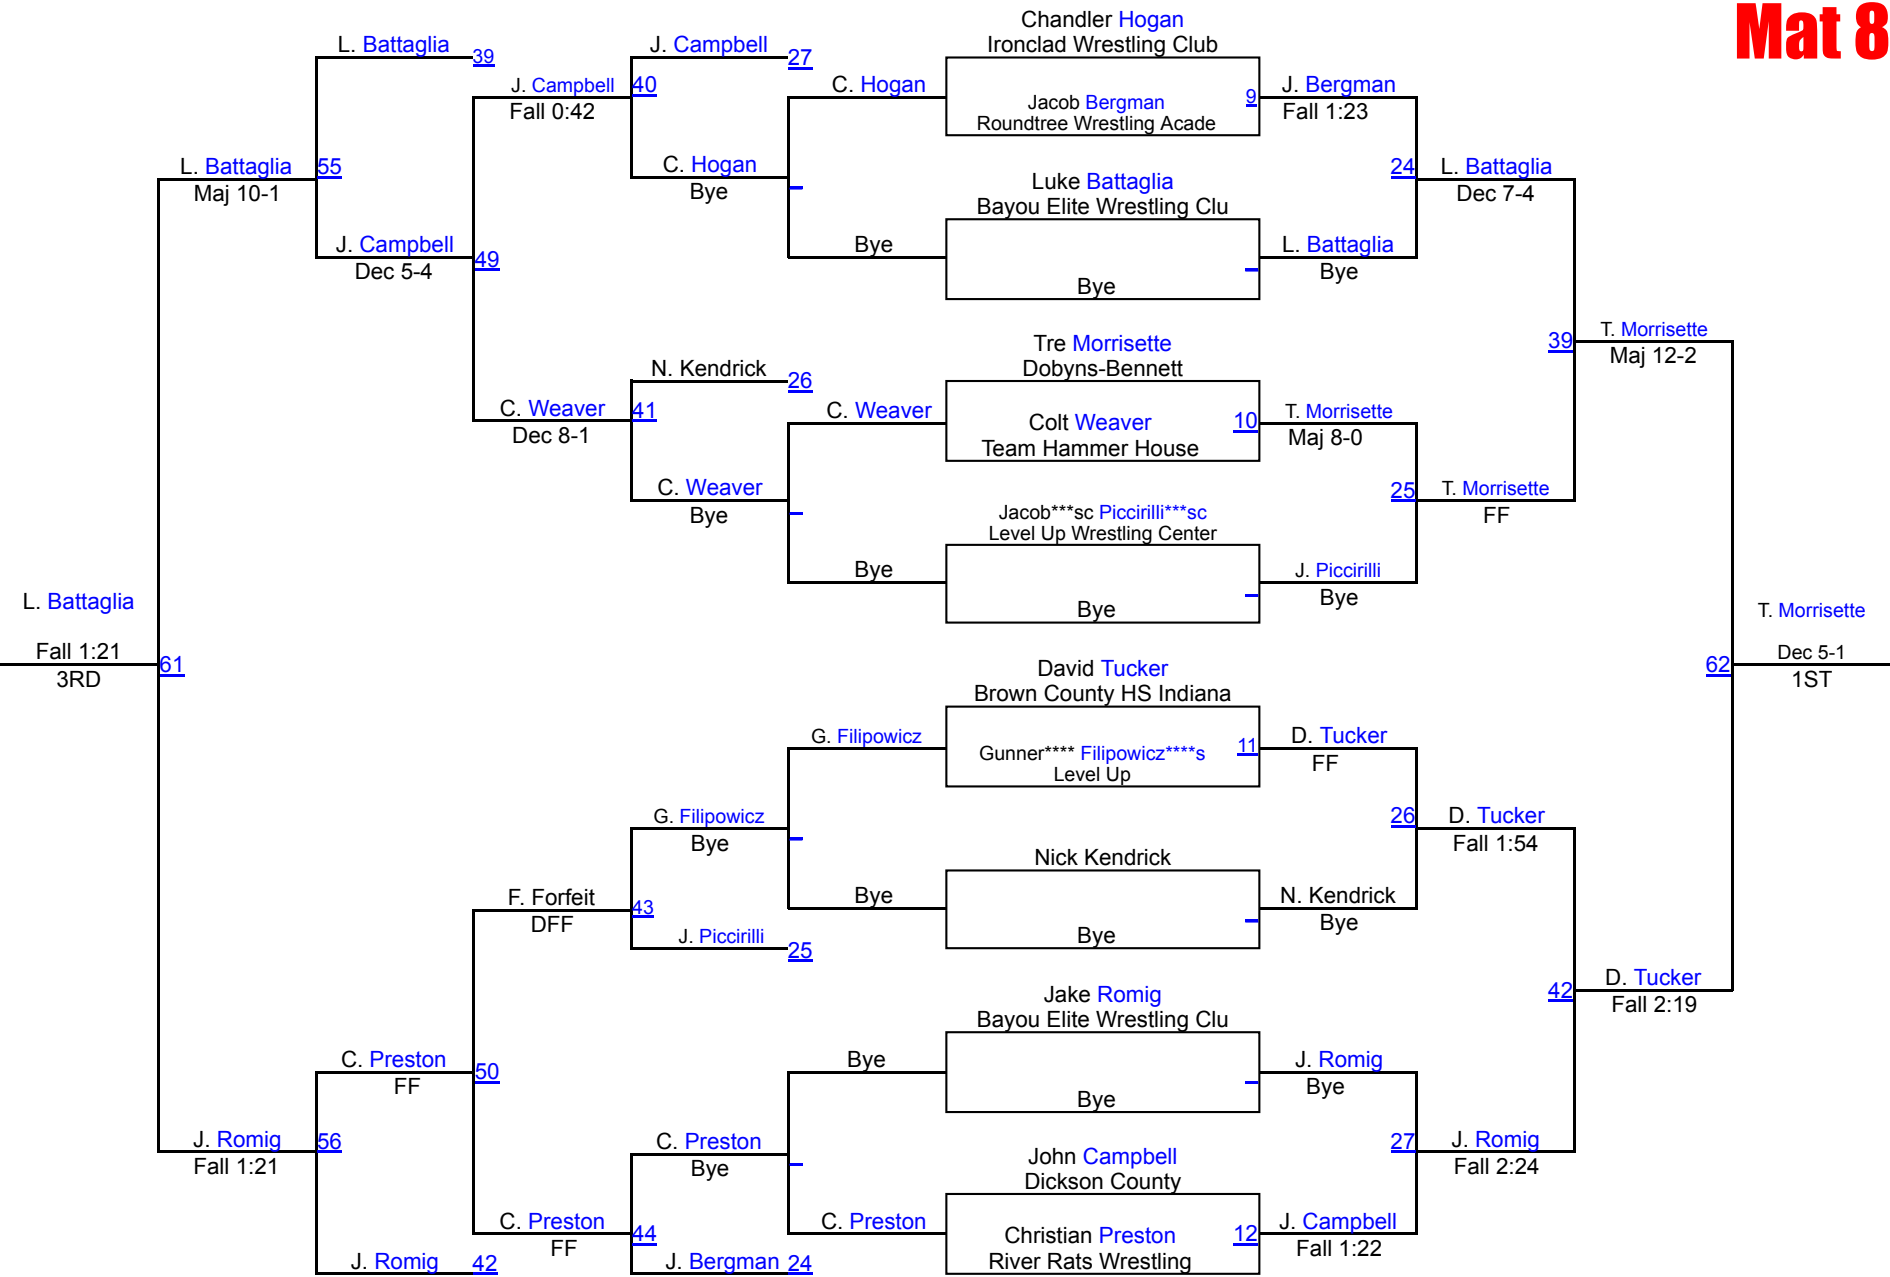 Mat 8
Chandler Hogan
Ironclad Wrestling Club
L. Battaglia
39
J. Campbell
27
J. Campbell
40
Fall 0:42
C. Hogan
Jacob Bergman
Roundtree Wrestling Acade
9
J. Bergman
Fall 1:23
L. Battaglia
55
Maj 10-1
C. Hogan
Bye
Luke Battaglia
Bayou Elite Wrestling Clu
24
L. Battaglia
Dec 7-4
J. Campbell
49
Dec 5-4
Bye
Bye
L. Battaglia
Bye
Tre Morrisette
Dobyns-Bennett
39
T. Morrisette
Maj 12-2
N. Kendrick
26
C. Weaver
41
Dec 8-1
C. Weaver
Colt Weaver
Team Hammer House
10
T. Morrisette
Maj 8-0
C. Weaver
Bye
Jacob***sc Piccirilli***sc
Level Up Wrestling Center
25
T. Morrisette
FF
Bye
Bye
J. Piccirilli
Bye
L. Battaglia
Fall 1:21
61
3RD
T. Morrisette
62
Dec 5-1
1ST
David Tucker
Brown County HS Indiana
G. Filipowicz
Gunner**** Filipowicz****s
Level Up
11
D. Tucker
FF
G. Filipowicz
Bye
26
D. Tucker
Fall 1:54
Nick Kendrick
F. Forfeit
43
DFF
Bye
Bye
N. Kendrick
Bye
J. Piccirilli
25
42
D. Tucker
Fall 2:19
Jake Romig
Bayou Elite Wrestling Clu
C. Preston
50
FF
Bye
Bye
J. Romig
Bye
J. Romig
56
Fall 1:21
C. Preston
Bye
John Campbell
Dickson County
27
J. Romig
Fall 2:24
C. Preston
44
FF
C. Preston
Christian Preston
River Rats Wrestling
12
J. Campbell
Fall 1:22
J. Romig
42
J. Bergman
24